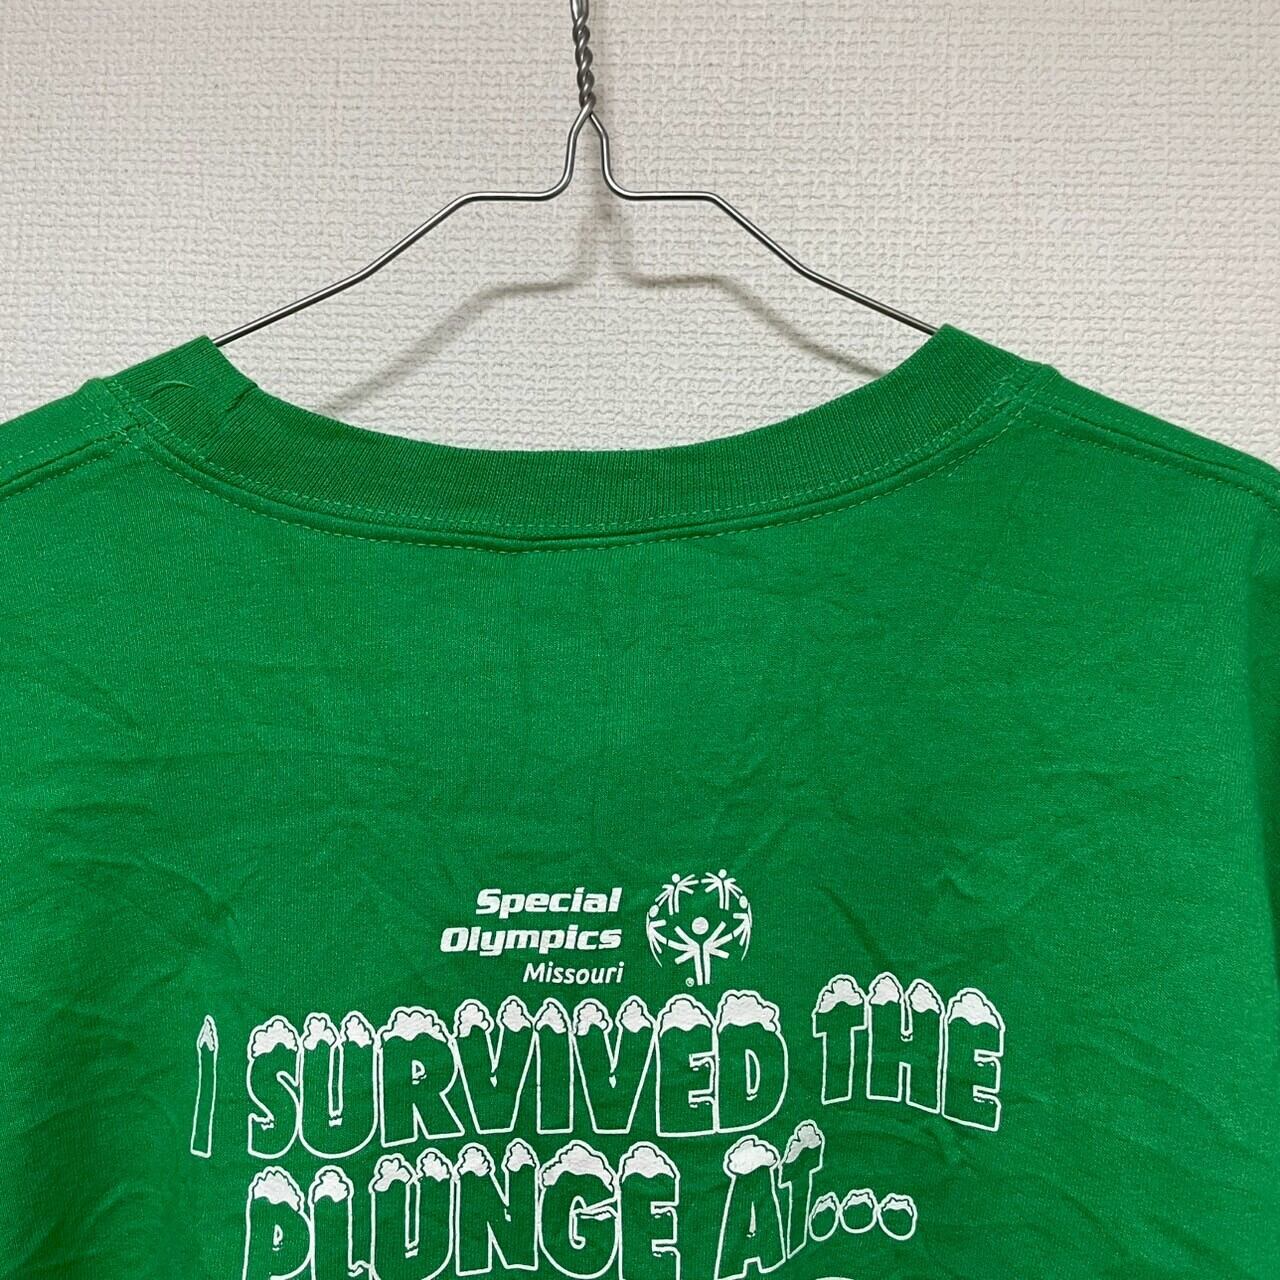 Special
Olympics
Missouri
®
I SURVIVED THE
PLUNGE AT...